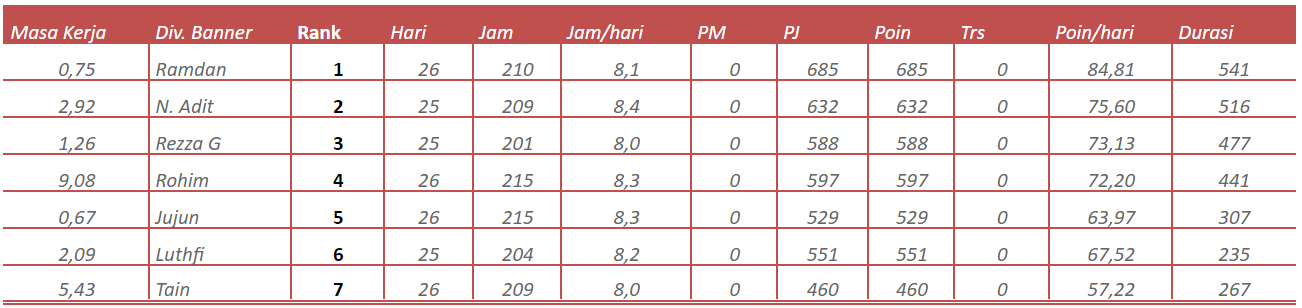 Masa Kerja Div. Banner Rank Hari Jam Jam/hari PM PJ Poin Trs Poin/hari Durasi
0,75 Ramdan 1 26 210 8,1 0 685 685 0 84,81 541
2,92 N. Adit 2 25 209 8,4 0 632 632 0 75,60 516
1,26 Rezza G 3 25 201 8,0 0 588 588 0 73,13 477
9,08 Rohim 4 26 215 8,3 0 597 597 0 72,20 441
0,67 Jujun 5 26 215 8,3 0 529 529 0 63,97 307
2,09 Luthfi 6 25 204 8,2 0 551 551 0 67,52 235
5,43 Tain 7 26 209 8,0 0 460 460 0 57,22 267